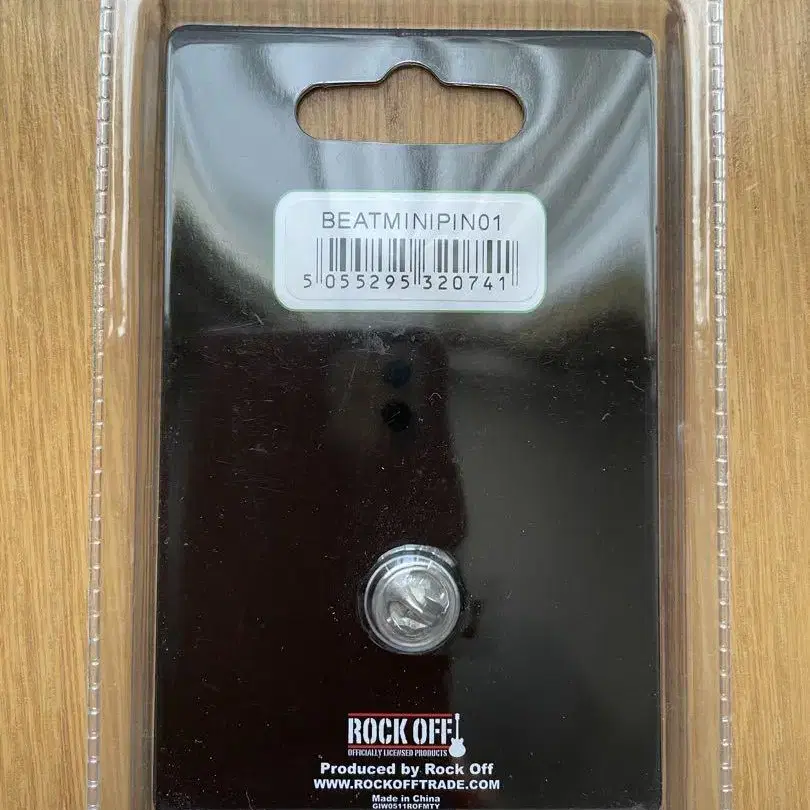 BEATMINIPIN01
5 055295 320741
ROCK OFF
OFFICIALLY LICENSED PRODUCTS
Produced by Rock Off
WWW.ROCKOFFTRADE.COM
Made in China
GIW0511ROFMTY